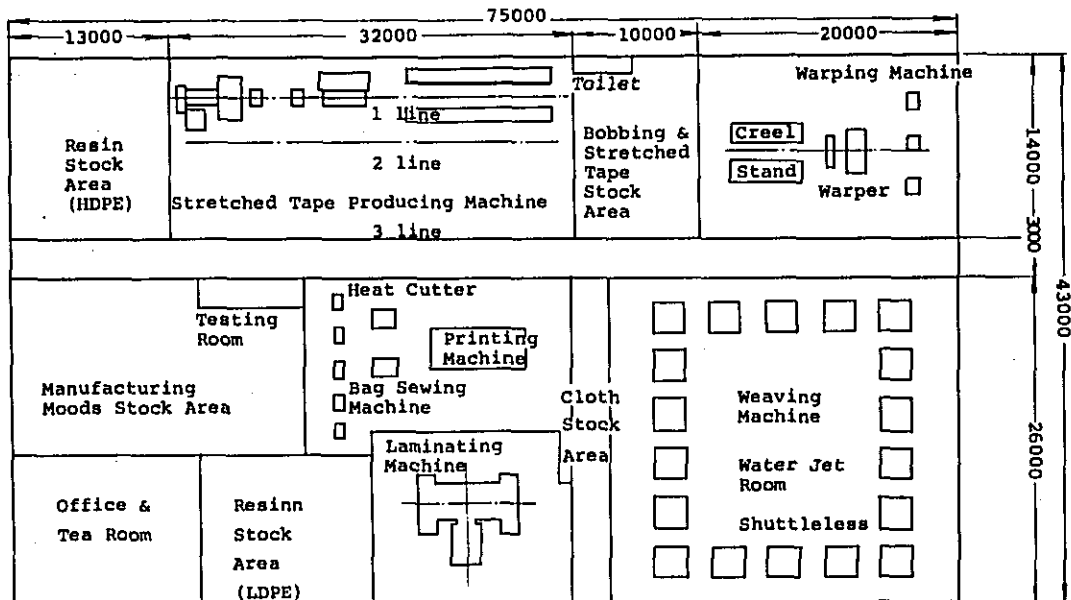 75000
13000
32000
10000
20000
Resin
Stock
Area
(HDPE)
1 line
2 line
Stretched Tape Producing Machine
3 line
Toilet
Bobbing &
Stretched
Tape
Stock
Area
Warping Machine
Creel
Stand
Warper
14000
3000
43000
26000
Testing
Room
Manufacturing
Moods Stock Area
Heat Cutter
Printing
Machine
Bag Sewing
Machine
Cloth
Stock
Area
Weaving
Machine
Water Jet
Room
Shuttleless
Laminating
Machine
Office &
Tea Room
Resinn
Stock
Area
(LDPE)